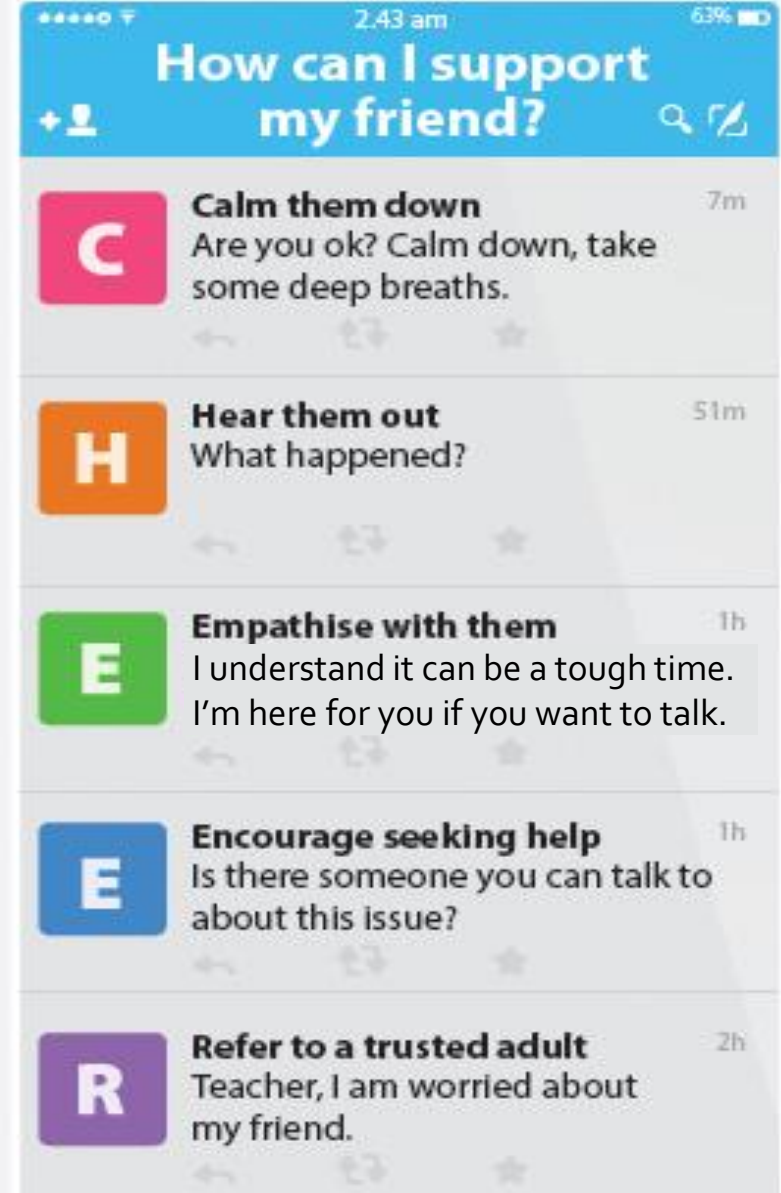 2.43 am
63%
How can I support
my friend?
C
Calm them down
7m
Are you ok? Calm down, take
some deep breaths.
H
Hear them out
51m
What happened?
E
Empathise with them
1h
I understand it can be a tough time.
I'm here for you if you want to talk.
E
Encourage seeking help
1h
Is there someone you can talk to
about this issue?
R
Refer to a trusted adult
2h
Teacher, I am worried about
my friend.